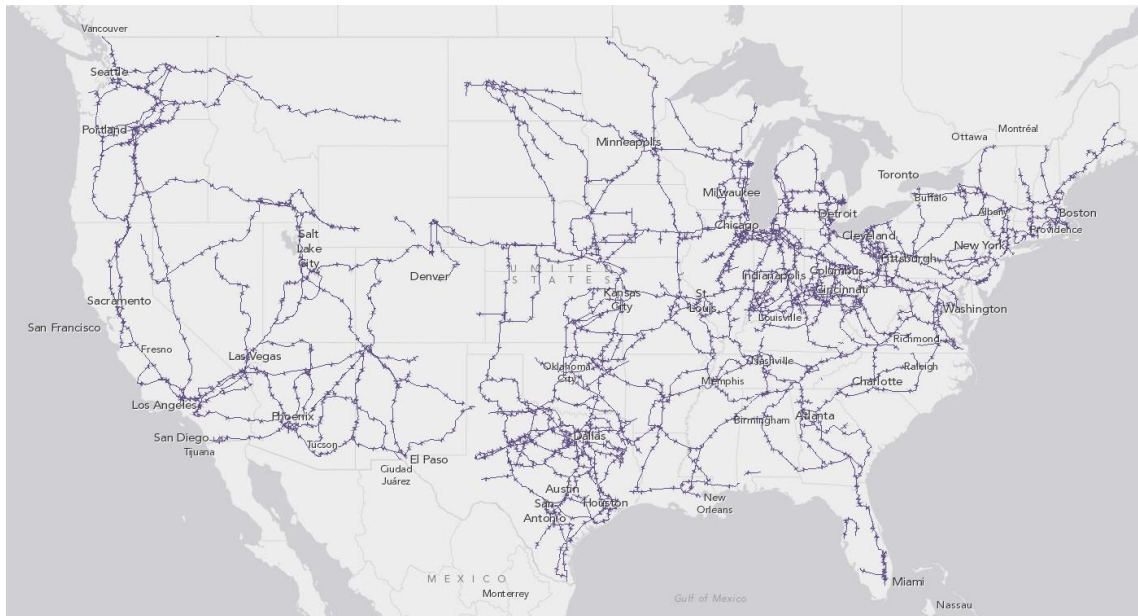 Vancouver
Seattle
Portland
Minneapolis
Ottawa
Montréal
Toronto
Milwaukee
Buffalo
Albany
Boston
Detroit
Providence
Chicago
Cleveland
Salt
Lake
City
New York
Pittsburgh
Denver
UNITED
STATES
Indianapolis
Columbus
Cincinnati
Kansas
City
St
Louis
Sacramento
Washington
Louisville
San Francisco
Richmond
Fresno
Las Vegas
Nashville
Raleigh
Oklahoma
City
Memphis
Charlotte
Los Angeles
Phoenix
Birmingham
Atlanta
San Diego
Tijuana
Tucson
Dallas
El Paso
Ciudad
Juárez
Austin
San
Antonio
Houston
New
Orleans
MEXICO
Monterrey
Miami
Gulf of Mexico
Nassau